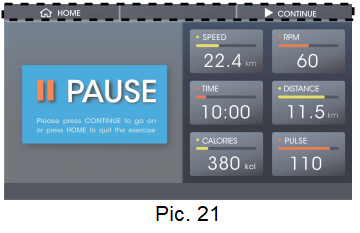 HOME
CONTINUE
PAUSE
Please press CONTINUE to go on
or press HOME to quit the exercise
SPEED
22.4 km
RPM
60
TIME
10:00
DISTANCE
11.5 km
CALORIES
380 kcl
PULSE
110
Pic. 21